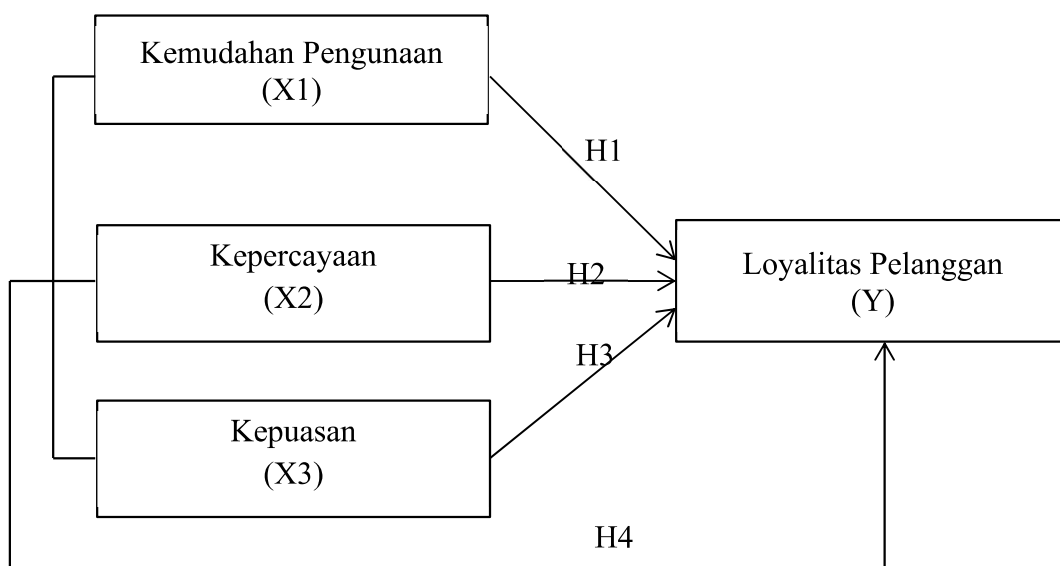 Kemudahan Pengunaan
(X1)
H1
Kepercayaan
(X2)
H2
Loyalitas Pelanggan
(Y)
H3
Kepuasan
(X3)
H4